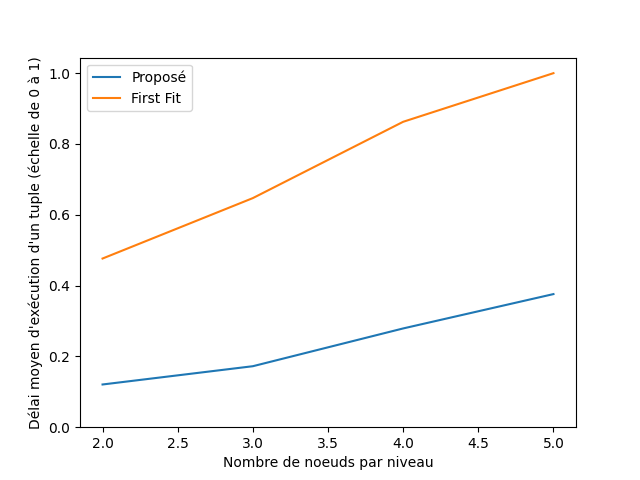 Délai moyen d'exécution d'un tuple (échelle de 0 à 1)
1.0
0.8
0.6
0.4
0.2
0.0
Proposé
First Fit
2.0 2.5 3.0 3.5 4.0 4.5 5.0
Nombre de noeuds par niveau